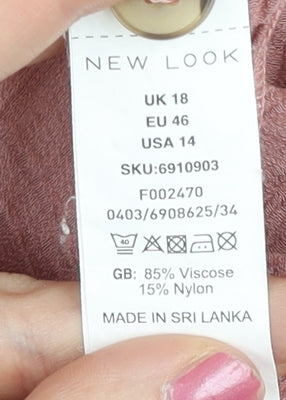 NEW LOOK
UK 18
EU 46
USA 14
SKU:6910903
F002470
0403/6908625/34
40
GB: 85% Viscose
15% Nylon
MADE IN SRI LANKA